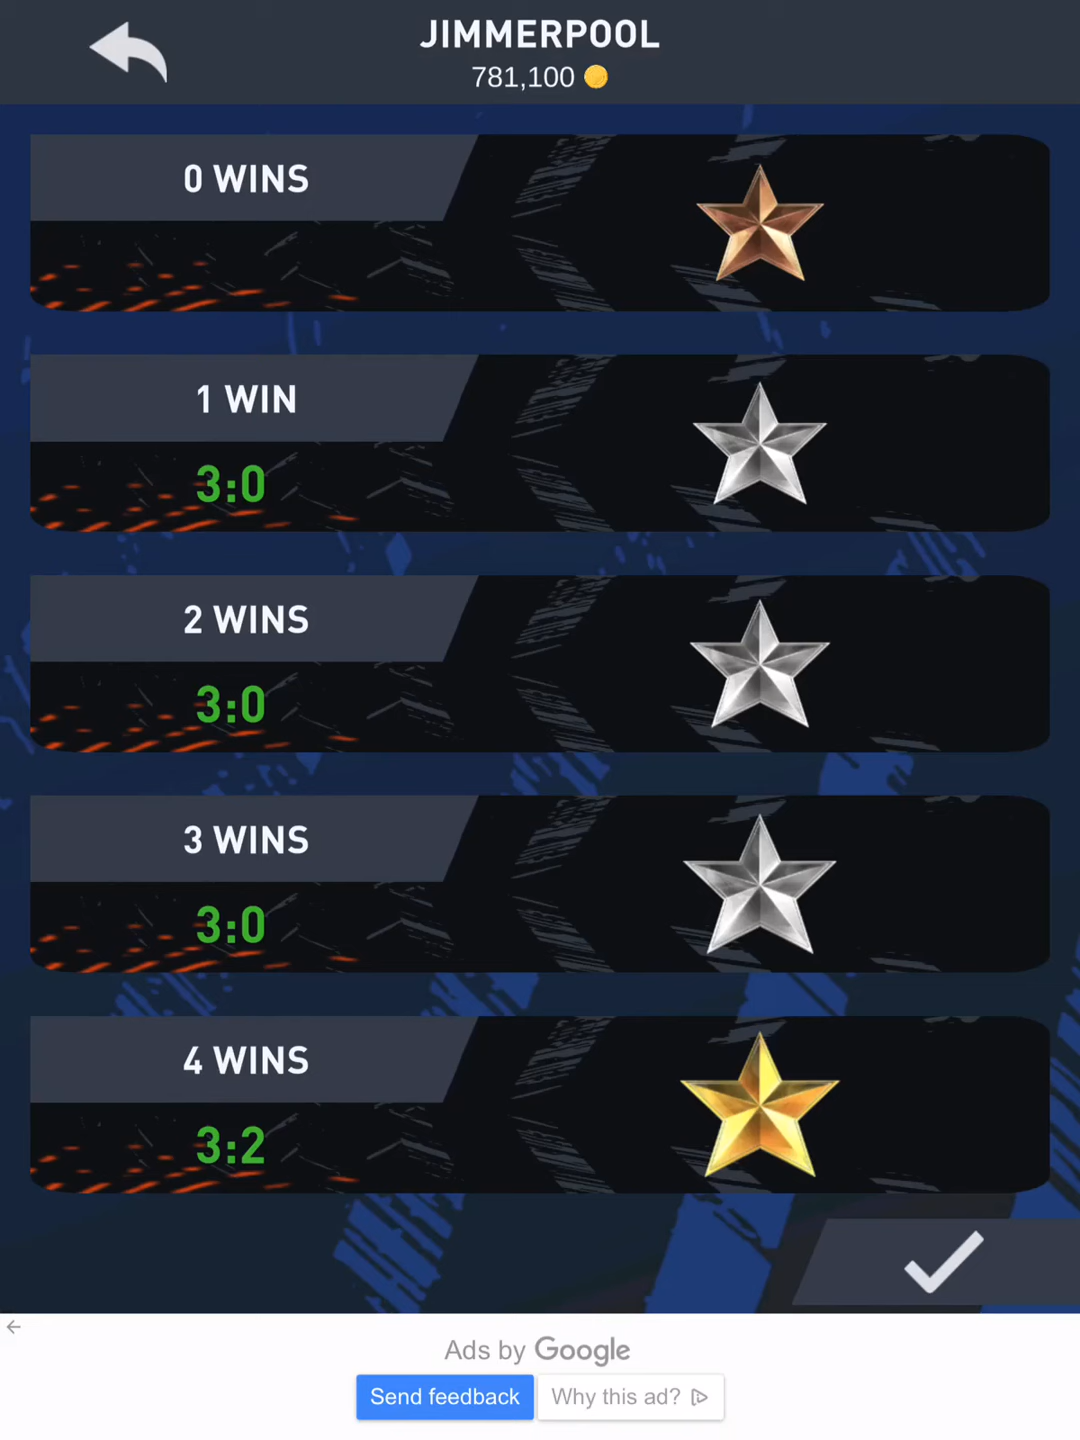 JIMMERPOOL
781,100
0 WINS
1 WIN
3:0
2 WINS
3:0
3 WINS
3:0
4 WINS
3:2
Ads by Google
Send feedback
Why this ad?